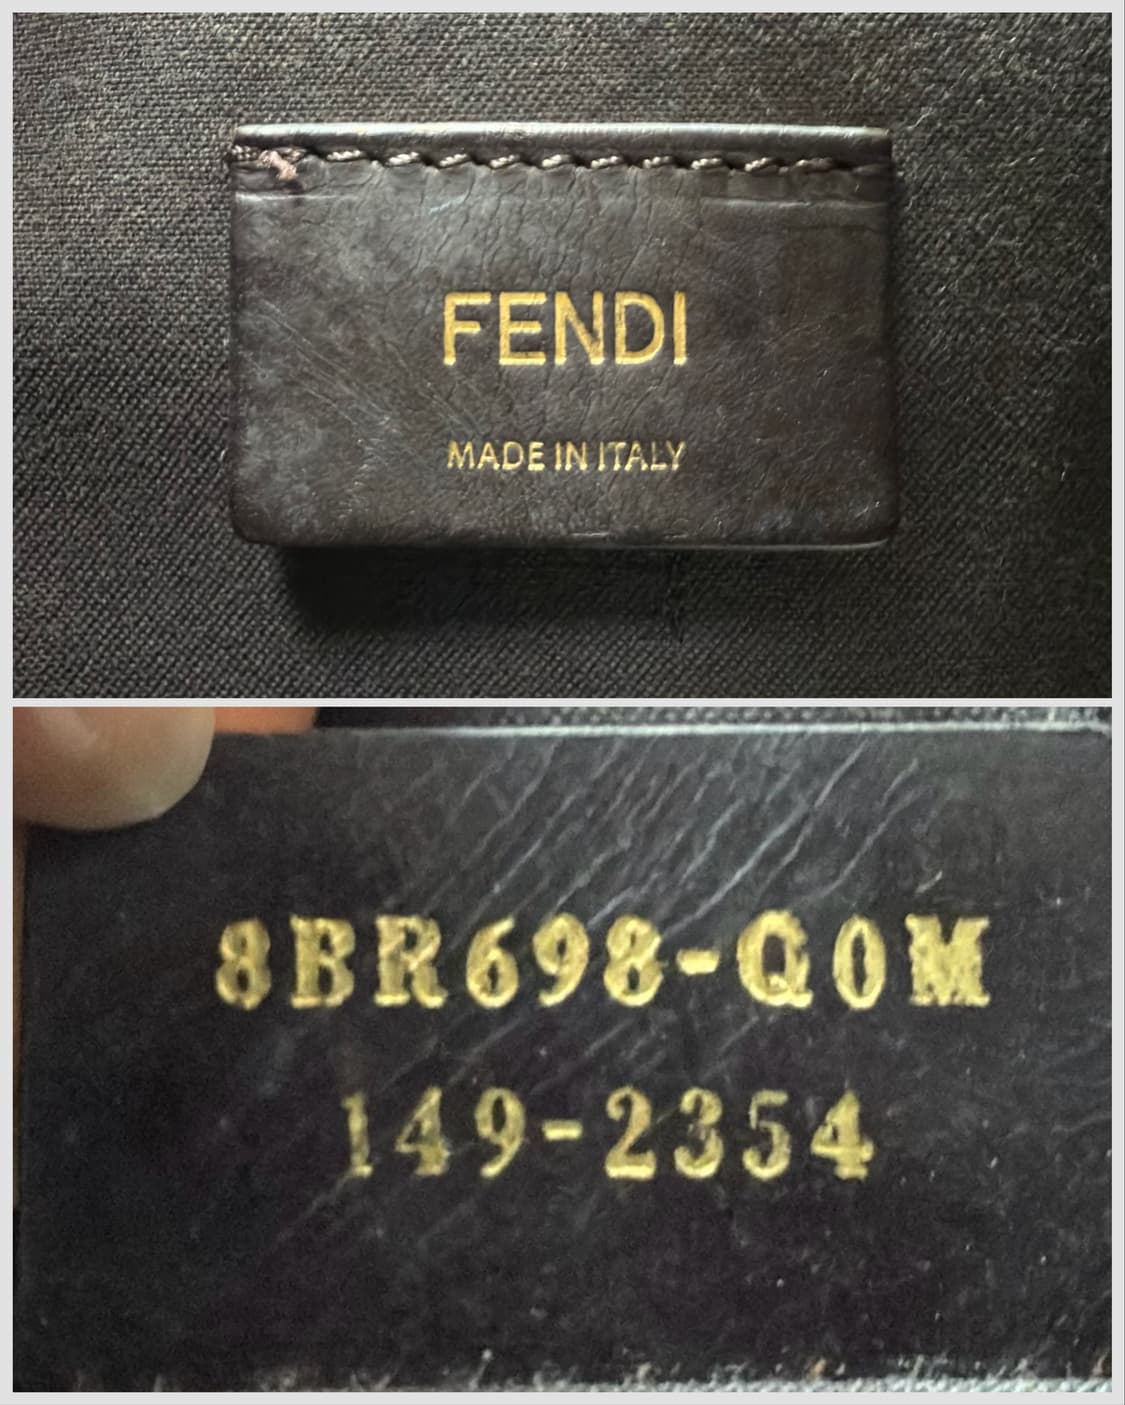 FENDI
MADE IN ITALY
8BR698-Q0M
149-2354